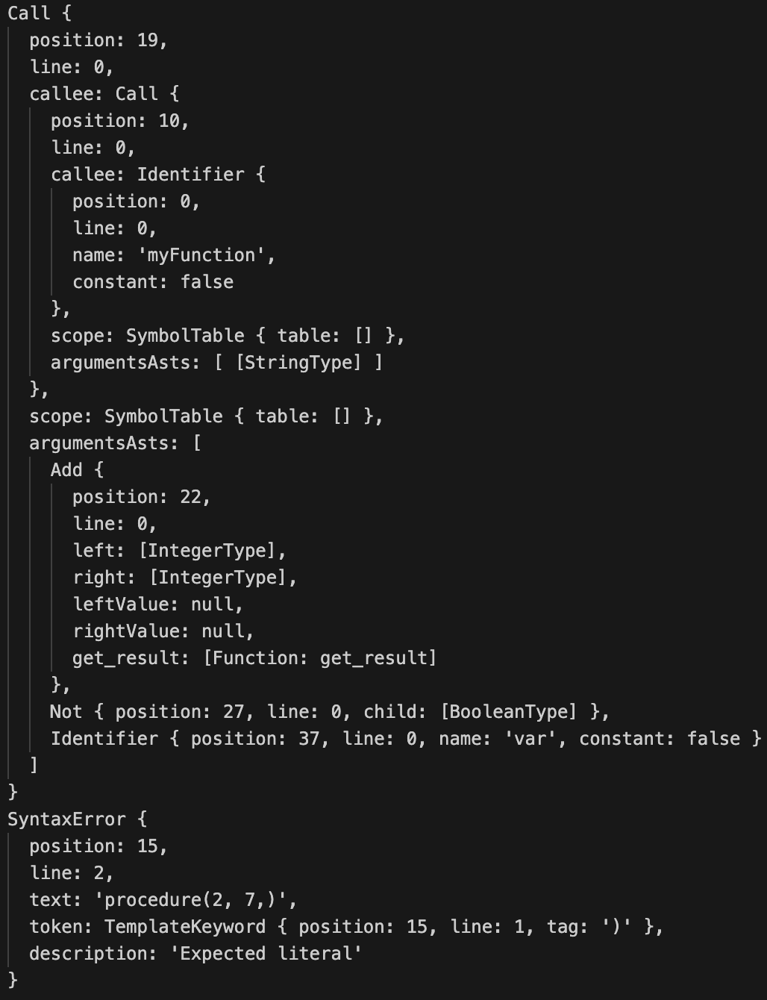 Call {
  position: 19,
  line: 0,
  callee: Call {
    position: 10,
    line: 0,
    callee: Identifier {
      position: 0,
      line: 0,
      name: 'myFunction',
      constant: false
    },
    scope: SymbolTable { table: [] },
    argumentsAsts: [ [StringType] ]
  },
  scope: SymbolTable { table: [] },
  argumentsAsts: [
    Add {
      position: 22,
      line: 0,
      left: [IntegerType],
      right: [IntegerType],
      leftValue: null,
      rightValue: null,
      get_result: [Function: get_result]
    },
    Not { position: 27, line: 0, child: [BooleanType] },
    Identifier { position: 37, line: 0, name: 'var', constant: false }
  ]
}
SyntaxError {
  position: 15,
  line: 2,
  text: 'procedure(2, 7,)',
  token: TemplateKeyword { position: 15, line: 1, tag: ')' },
  description: 'Expected literal'
}